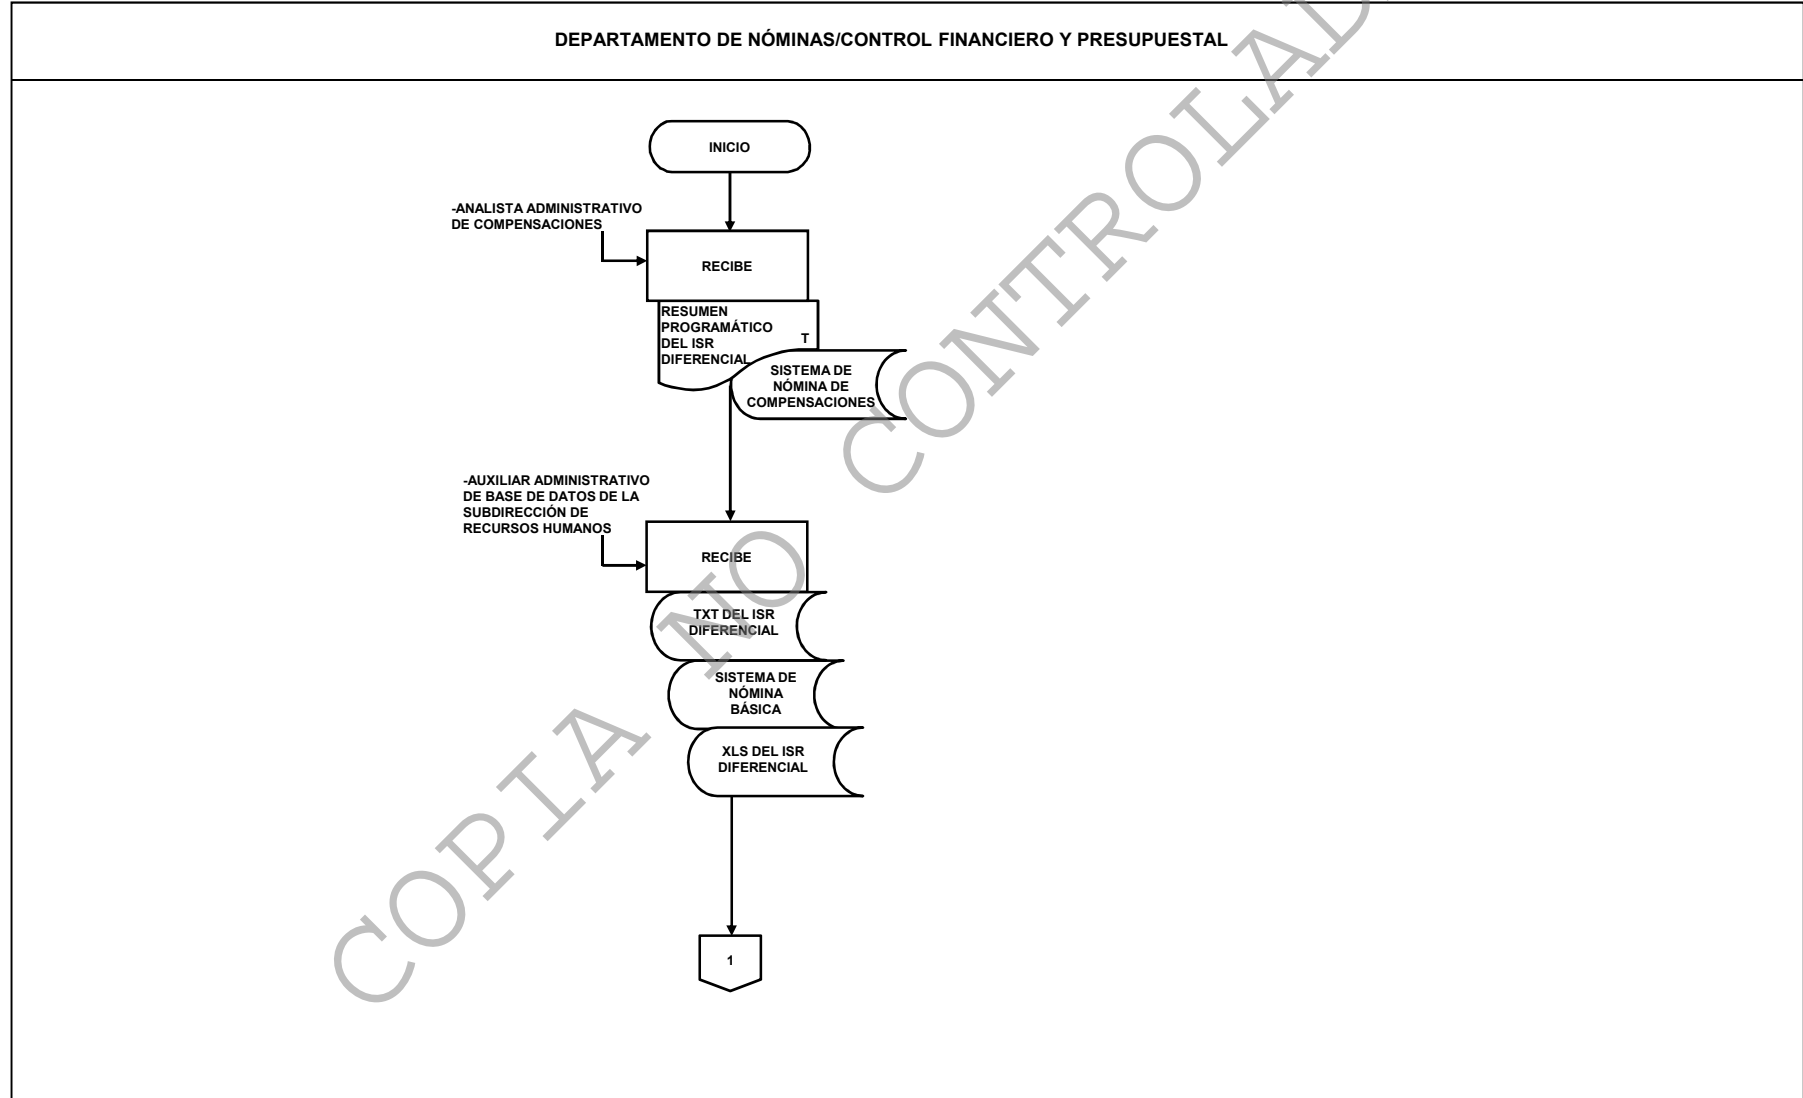 DEPARTAMENTO DE NÓMINAS/CONTROL FINANCIERO Y PRESUPUESTAL
INICIO
-ANALISTA ADMINISTRATIVO
DE COMPENSACIONES
RECIBE
RESUMEN
PROGRAMÁTICO
DEL ISR
DIFERENCIAL
T
SISTEMA DE
NÓMINA DE
COMPENSACIONES
-AUXILIAR ADMINISTRATIVO
DE BASE DE DATOS DE LA
SUBDIRECCIÓN DE
RECURSOS HUMANOS
RECIBE
TXT DEL ISR
DIFERENCIAL
SISTEMA DE
NÓMINA
BÁSICA
XLS DEL ISR
DIFERENCIAL
1
COPIA NO CONTROLAD